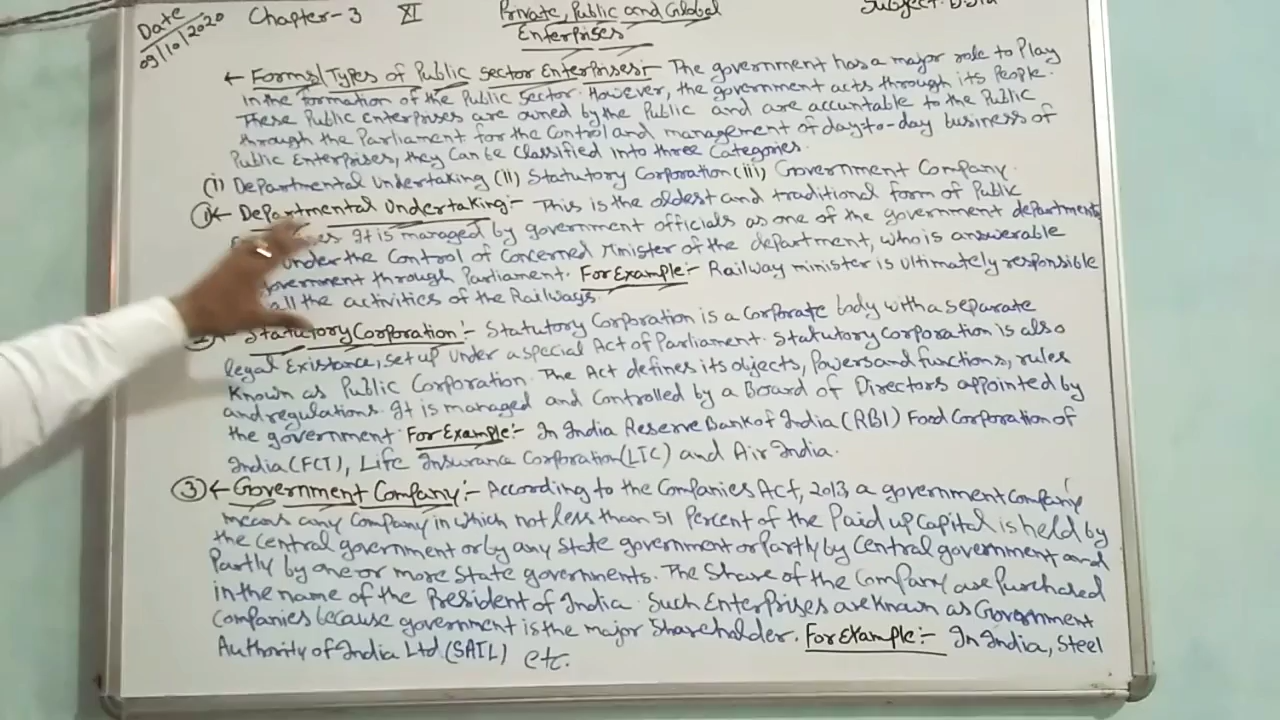 Date 09/10/2020
Chapter-3 XI Private, Public and Global
Enterprises
← Forms/Types of Public Sector Enterprises:- The government has a major role to Play
in the formation of the Public Sector. However, the government acts through its People.
These Public Enterprises are owned by the Public and are accuntable to the Public
through the Parliament for the Control and management of day-to-day business of
Public Enterprises, they Can be Classified into three Categories.
(i) Departmental Undertaking (II) Statutory Corporation (iii) Government Company.
① ← Departmental Undertaking:- This is the oldest and traditional form of Public
It is managed by government officials as one of the government departments
under the Control of Concerned Minister of the department, who is answerable
through Parliament. For Example:- Railway minister is ultimately responsible
all the activities of the Railways.
Statutory Corporation:- Statutory Corporation is a Corporate body with a separate
legal Existance, set up under a special Act of Parliament. Statutory Corporation is also
Known as Public Corporation. The Act defines its objects, Powers and functions, rules
and regulations. It is managed and Controlled by a Board of Directors appointed by
the government. For Example:- In India Reserve Bank of India (RBI) Food Corporation of
India (FCI), Life Insurance Corporation (LIC) and Air India.
③ ← Government Company:- According to the Companies Act, 2013, a government Company
means any Company in which not less than 51 Percent of the Paid up Capital is held by
the Central government or by any State government or Partly by Central government and
Partly by one or more State governments. The Share of the Company are Purchased
in the name of the President of India. Such Enterprises are Known as Government
Companies because government is the major Shareholder. For Example:- In India, Steel
Authority of India Ltd (SAIL) etc.